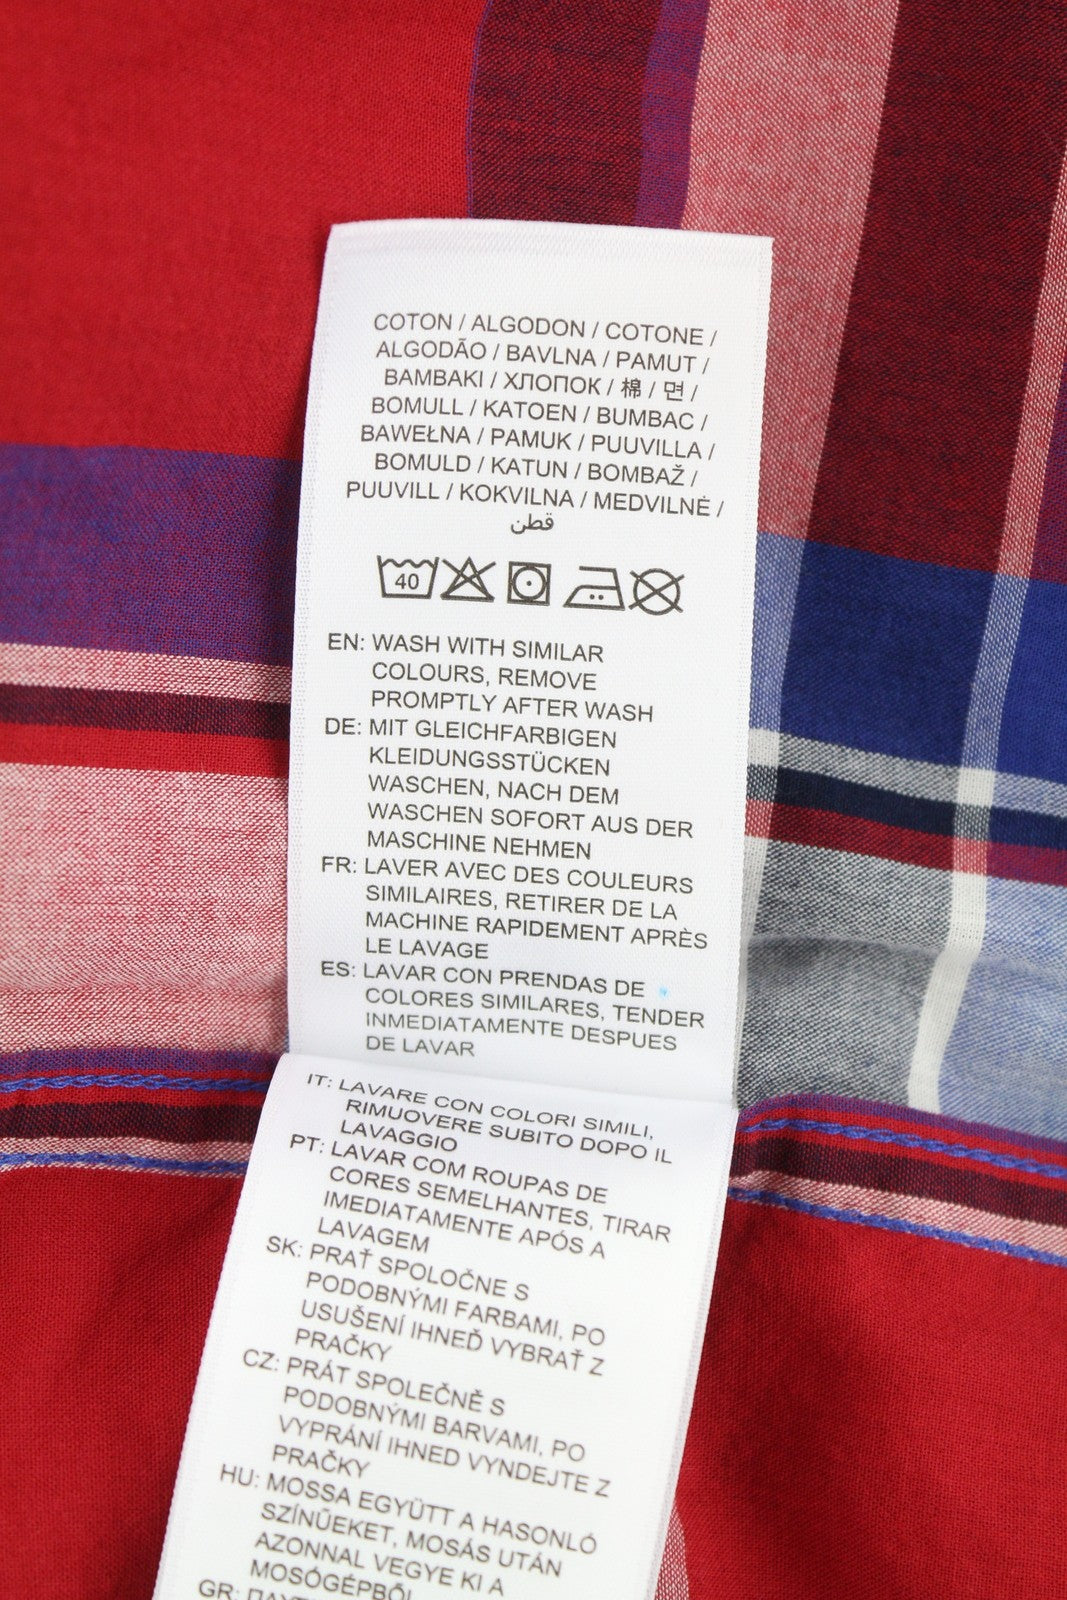 COTON / ALGODON / COTONE /
ALGODÃO / BAVLNA / PAMUT /
BAMBAKI / ХЛОПОК / 棉 / 면 /
BOMULL / KATOEN / BUMBAC /
BAWEŁNA / PAMUK / PUUVILLA /
BOMULD / KATUN / BOMBAŽ /
PUUVILL / KOKVILNA / MEDVILNĖ /
قطن
40
EN: WASH WITH SIMILAR
COLOURS, REMOVE
PROMPTLY AFTER WASH
DE: MIT GLEICHFARBIGEN
KLEIDUNGSSTÜCKEN
WASCHEN, NACH DEM
WASCHEN SOFORT AUS DER
MASCHINE NEHMEN
FR: LAVER AVEC DES COULEURS
SIMILAIRES, RETIRER DE LA
MACHINE RAPIDEMENT APRÈS
LE LAVAGE
ES: LAVAR CON PRENDAS DE
COLORES SIMILARES, TENDER
INMEDIATAMENTE DESPUES
DE LAVAR
IT: LAVARE CON COLORI SIMILI,
RIMUOVERE SUBITO DOPO IL
LAVAGGIO
PT: LAVAR COM ROUPAS DE
CORES SEMELHANTES, TIRAR
IMEDIATAMENTE APÓS A
LAVAGEM
SK: PRAŤ SPOLOČNE S
PODOBNÝMI FARBAMI, PO
USUŠENÍ IHNEĎ VYBRAŤ Z
PRAČKY
CZ: PRÁT SPOLEČNĚ S
PODOBNÝMI BARVAMI, PO
VYPRÁNÍ IHNED VYNDEJTE Z
PRAČKY
HU: MOSSA EGYÜTT A HASONLÓ
SZÍNŰEKET, MOSÁS UTÁN
AZONNAL VEGYE KI A
MOSÓGÉPBŐL
GR: